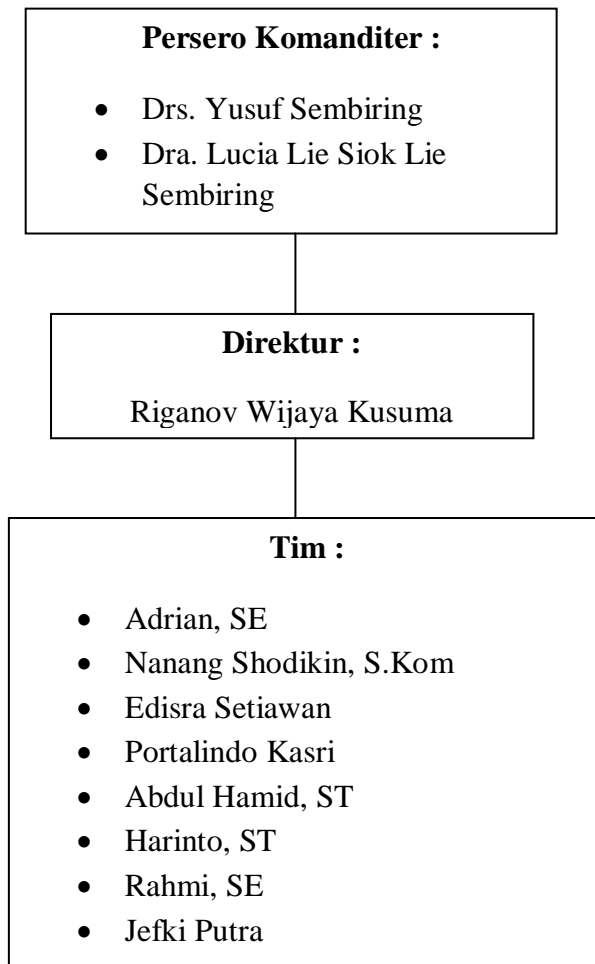 Persero Komanditer :
• Drs. Yusuf Sembiring
• Dra. Lucia Lie Siok Lie
Sembiring
Direktur :
Riganov Wijaya Kusuma
Tim :
• Adrian, SE
• Nanang Shodikin, S.Kom
• Edisra Setiawan
• Portalindo Kasri
• Abdul Hamid, ST
• Harinto, ST
• Rahmi, SE
• Jefki Putra